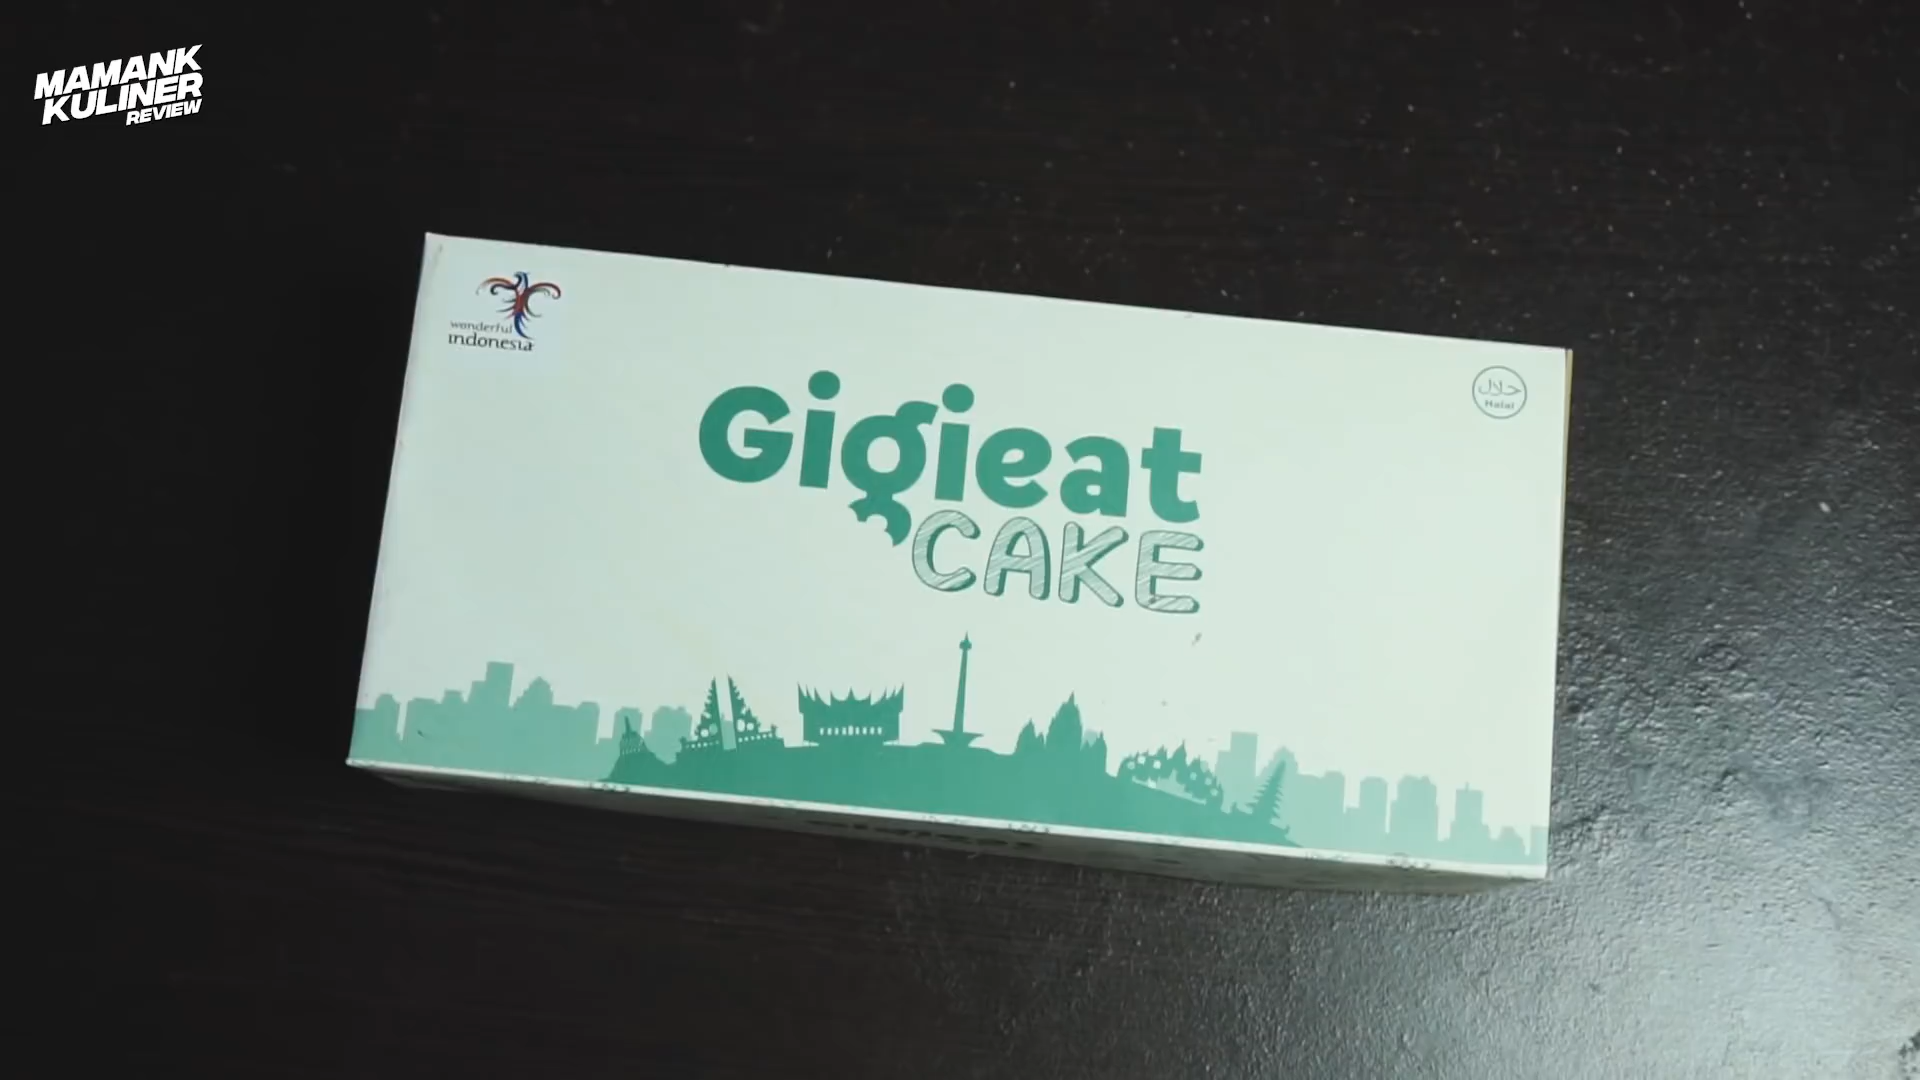 MAMANK
KULINER
REVIEW
wonderful
indonesia
حلال
Halal
Gigieat
CAKE